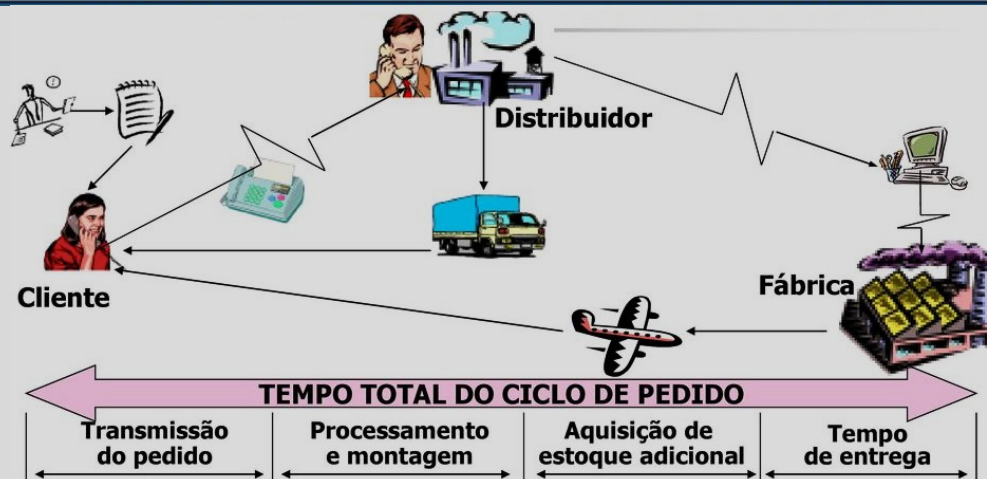 Distribuidor
Cliente
Fábrica
TEMPO TOTAL DO CICLO DE PEDIDO
Transmissão
do pedido
Processamento
e montagem
Aquisição de
estoque adicional
Tempo
de entrega